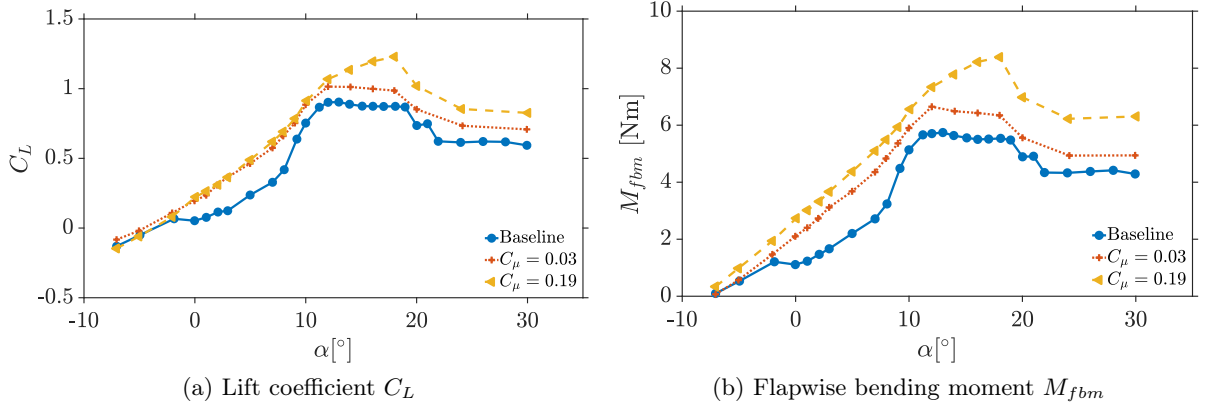 1.5
1
0.5
0
-0.5
C_L
-10
0
10
20
30
α[°]
Baseline
C_μ = 0.03
C_μ = 0.19
(a) Lift coefficient C_L
10
8
6
4
2
0
M_fbm [Nm]
-10
0
10
20
30
α[°]
Baseline
C_μ = 0.03
C_μ = 0.19
(b) Flapwise bending moment M_fbm